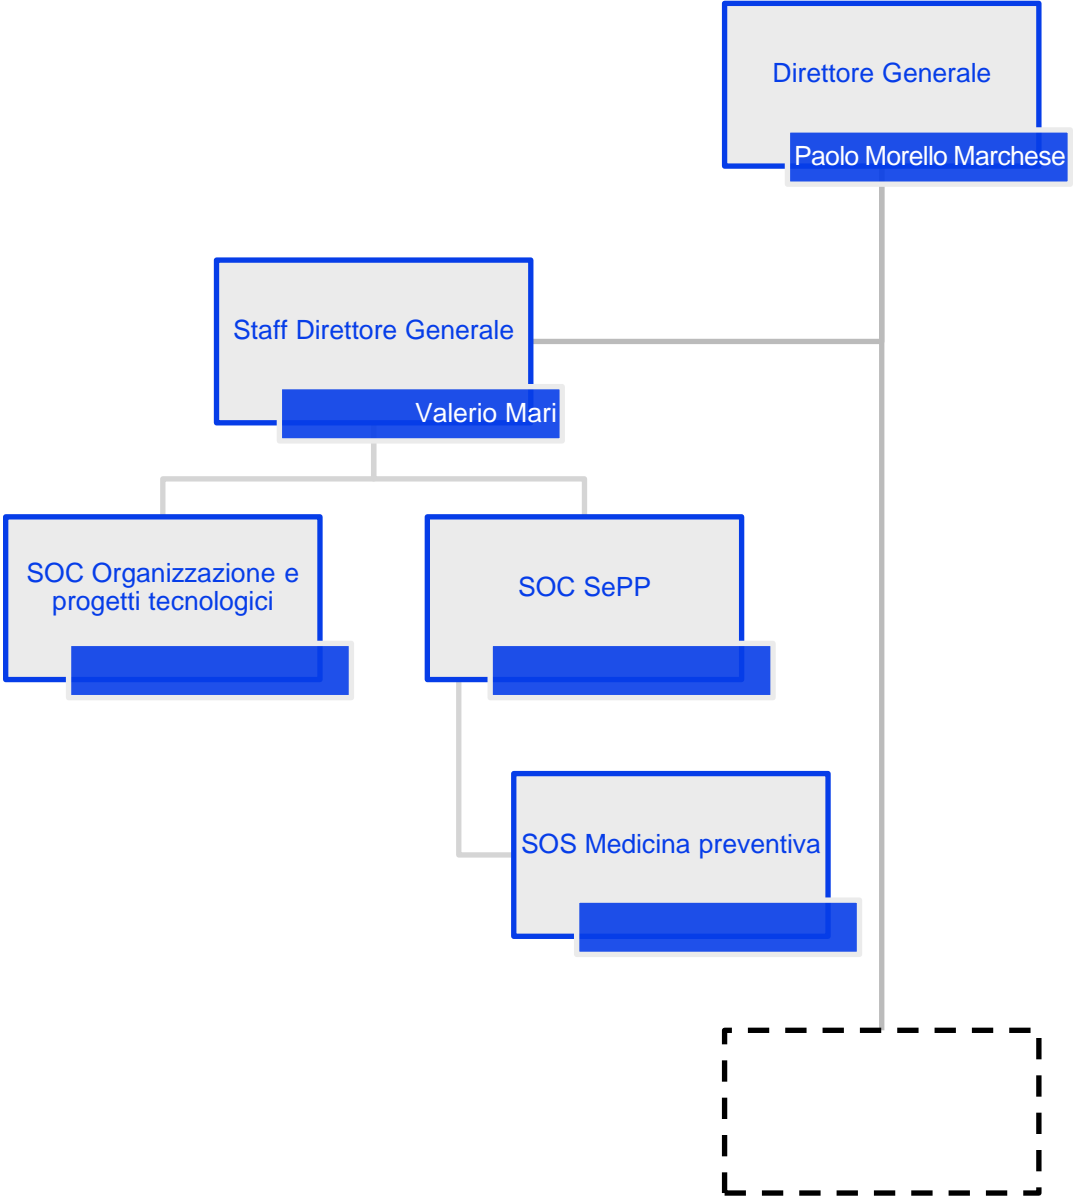 Direttore Generale
Paolo Morello Marchese
Staff Direttore Generale
Valerio Mari
SOC Organizzazione e
progetti tecnologici
SOC SePP
SOS Medicina preventiva